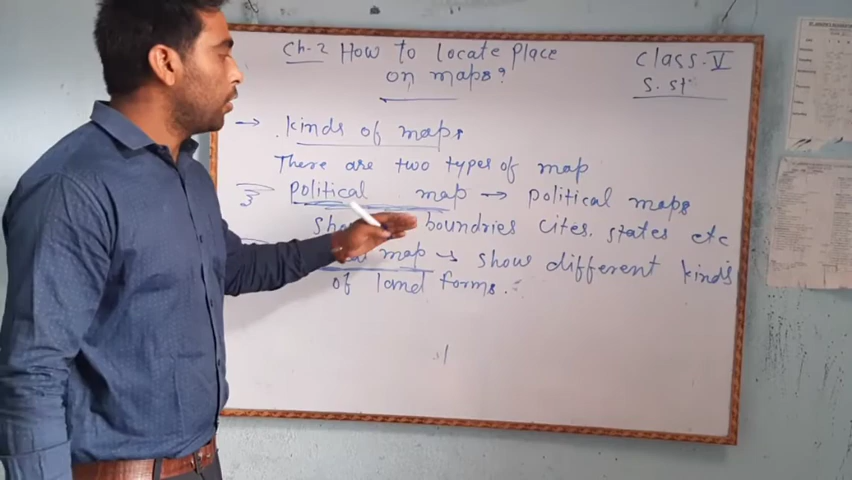 Ch-2 How to Locate Place
on maps?
Class-V
S.st
→ Kinds of maps
There are two types of map
Political map → political maps
boundries cites, states etc
map → show different kinds
of land forms.